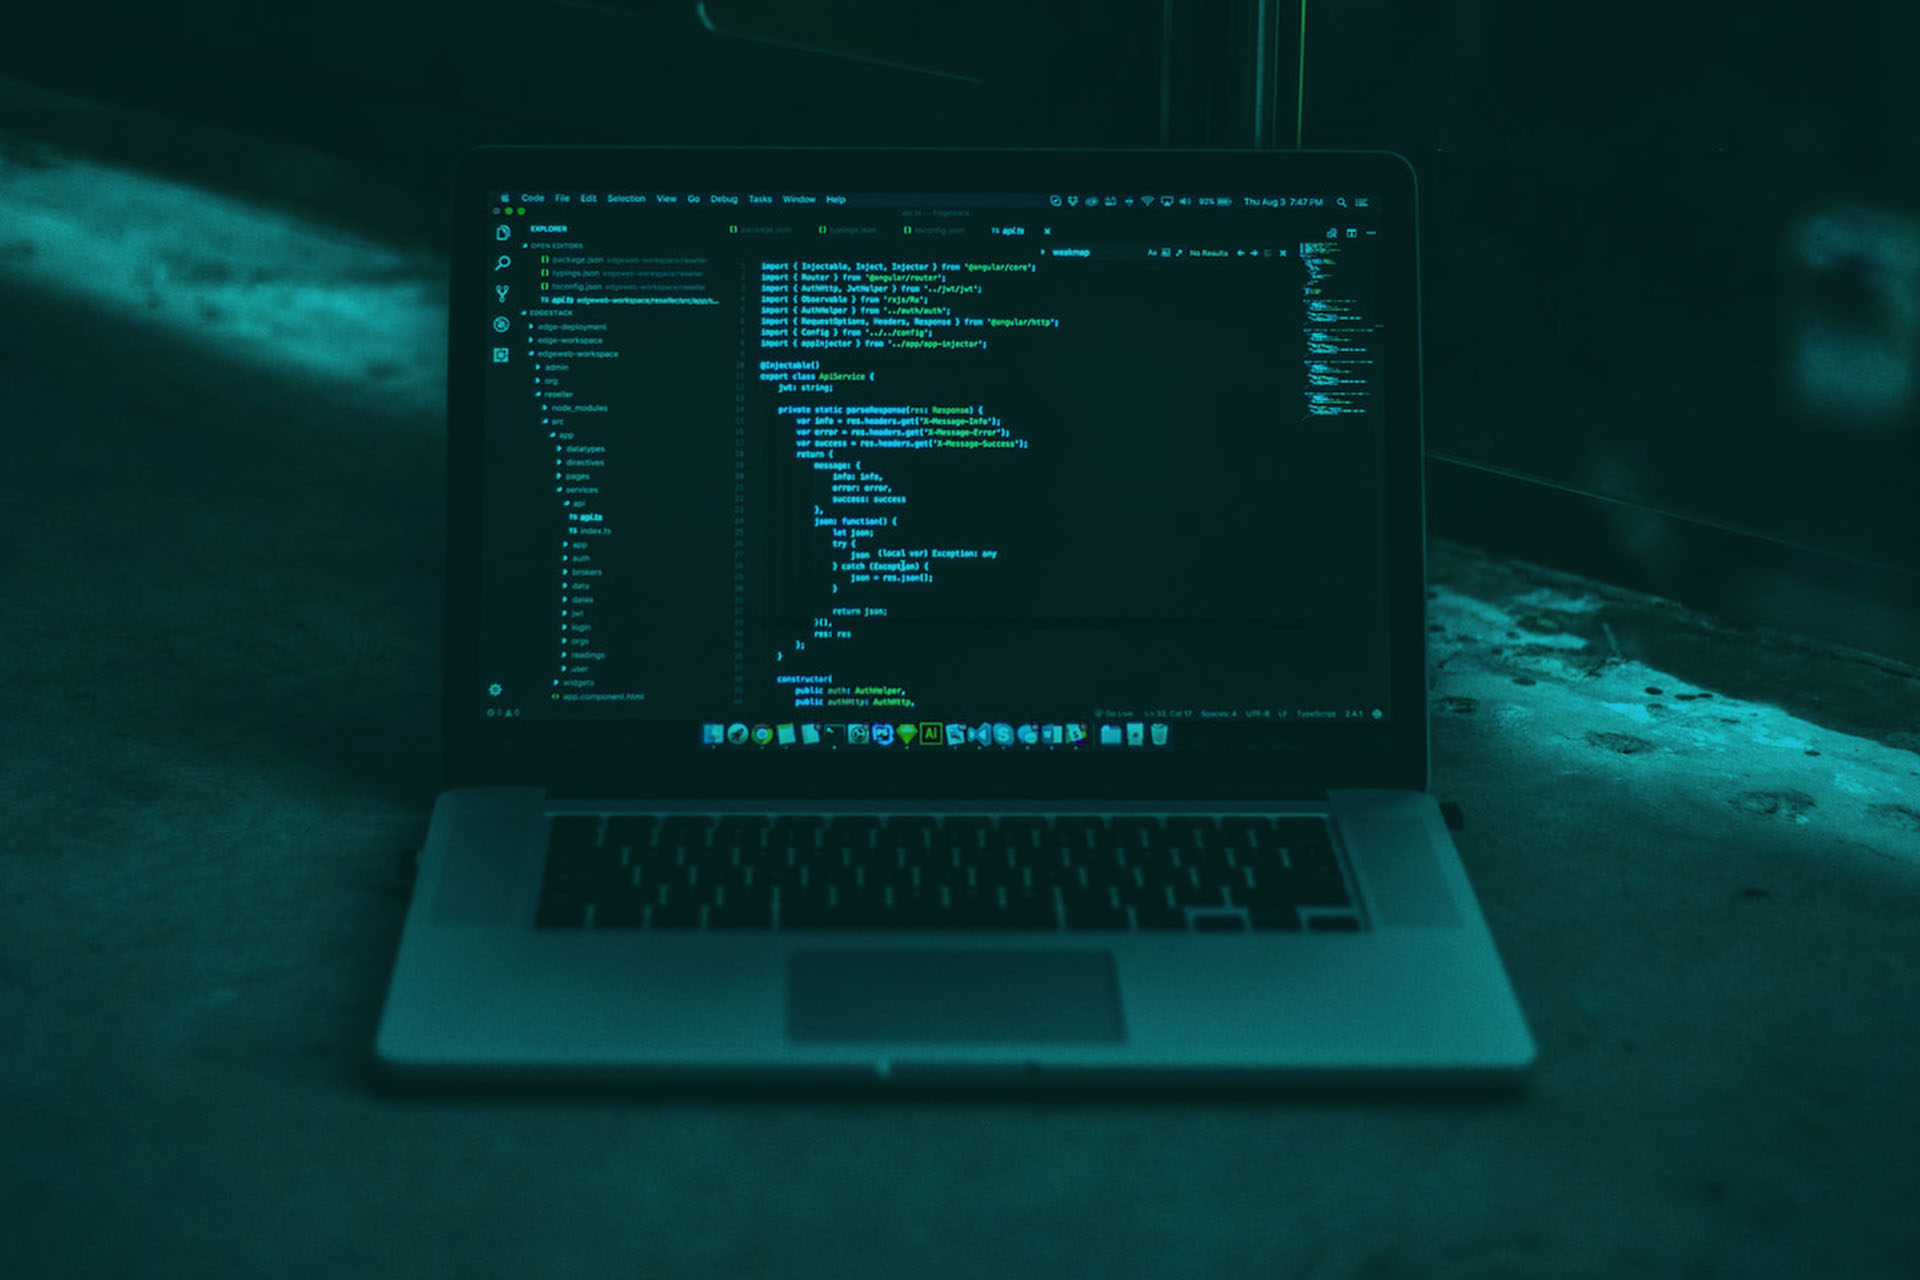 Code File Edit Selection View Go Debug Tasks Window Help 92% Thu Aug 3 7:47 PM
api.ts — Edgestack
EXPLORER
package.json typings.json tsconfig.json api.ts
OPEN EDITORS
weakmap Aa No Results
package.json edgeweb-workspace/reseller
typings.json edgeweb-workspace/reseller
tsconfig.json edgeweb-workspace/reseller
api.ts edgeweb-workspace/reseller/src/app/s...
EDGESTACK
edge-deployment
edge-workspace
edgeweb-workspace
admin
org
reseller
node_modules
src
app
datatypes
directives
pages
services
api
api.ts
index.ts
app
auth
brokers
data
dates
jwt
login
orgs
readings
user
widgets
app.component.html
import { Injectable, Inject, Injector } from '@angular/core';
import { Router } from '@angular/router';
import { AuthHttp, JwtHelper } from '../jwt/jwt';
import { Observable } from 'rxjs/Rx';
import { AuthHelper } from '../auth/auth';
import { RequestOptions, Headers, Response } from '@angular/http';
import { Config } from '../../config';
import { appInjector } from '../app/app-injector';
@Injectable()
export class ApiService {
jwt: string;
private static parseResponse(res: Response) {
var info = res.headers.get('X-Message-Info');
var error = res.headers.get('X-Message-Error');
var success = res.headers.get('X-Message-Success');
return {
message: {
info: info,
error: error,
success: success
},
json: function() {
let json;
try {
json (local var) Exception: any
} catch (Exception) {
json = res.json();
}
return json;
}(),
res: res
};
}
constructor(
public auth: AuthHelper,
public authHttp: AuthHttp,
Go Live Ln 33, Col 17 Spaces: 4 UTF-8 LF TypeScript 2.4.1
Ai